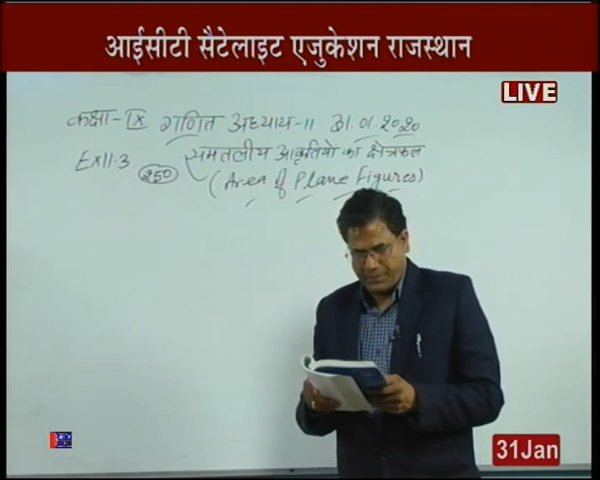 आईसीटी सैटेलाइट एजुकेशन राजस्थान
LIVE
कक्षा-IX गणित अध्याय-11 31.01.2020.
Ex11.3 समतलीय आकृतियों का क्षेत्रफल
250 (Area of Plane Figures)
31Jan